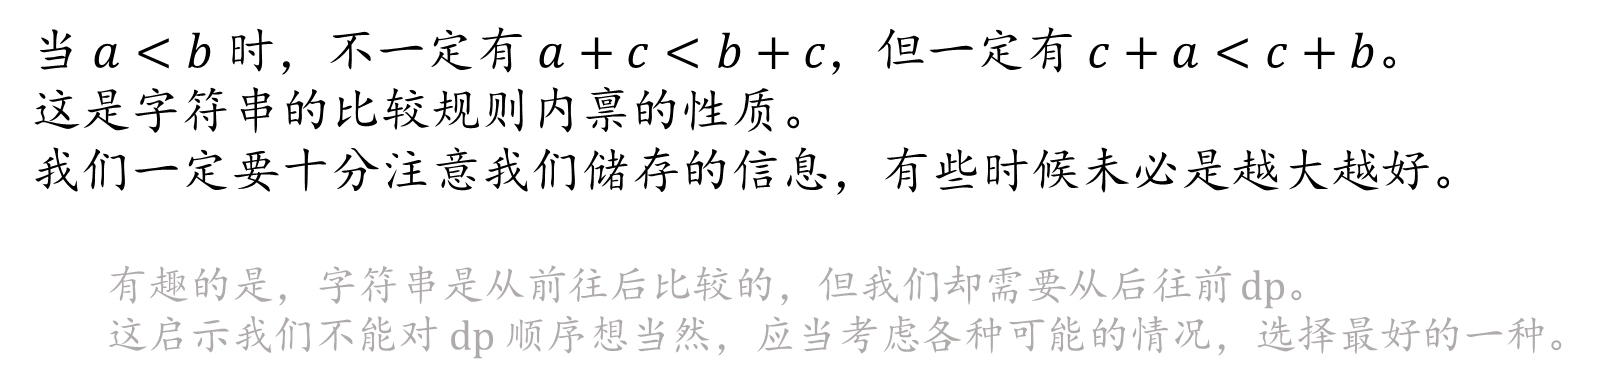 当 a < b 时，不一定有 a + c < b + c，但一定有 c + a < c + b。
这是字符串的比较规则内禀的性质。
我们一定要十分注意我们储存的信息，有些时候未必是越大越好。
有趣的是，字符串是从前往后比较的，但我们却需要从后往前 dp。
这启示我们不能对 dp 顺序想当然，应当考虑各种可能的情况，选择最好的一种。